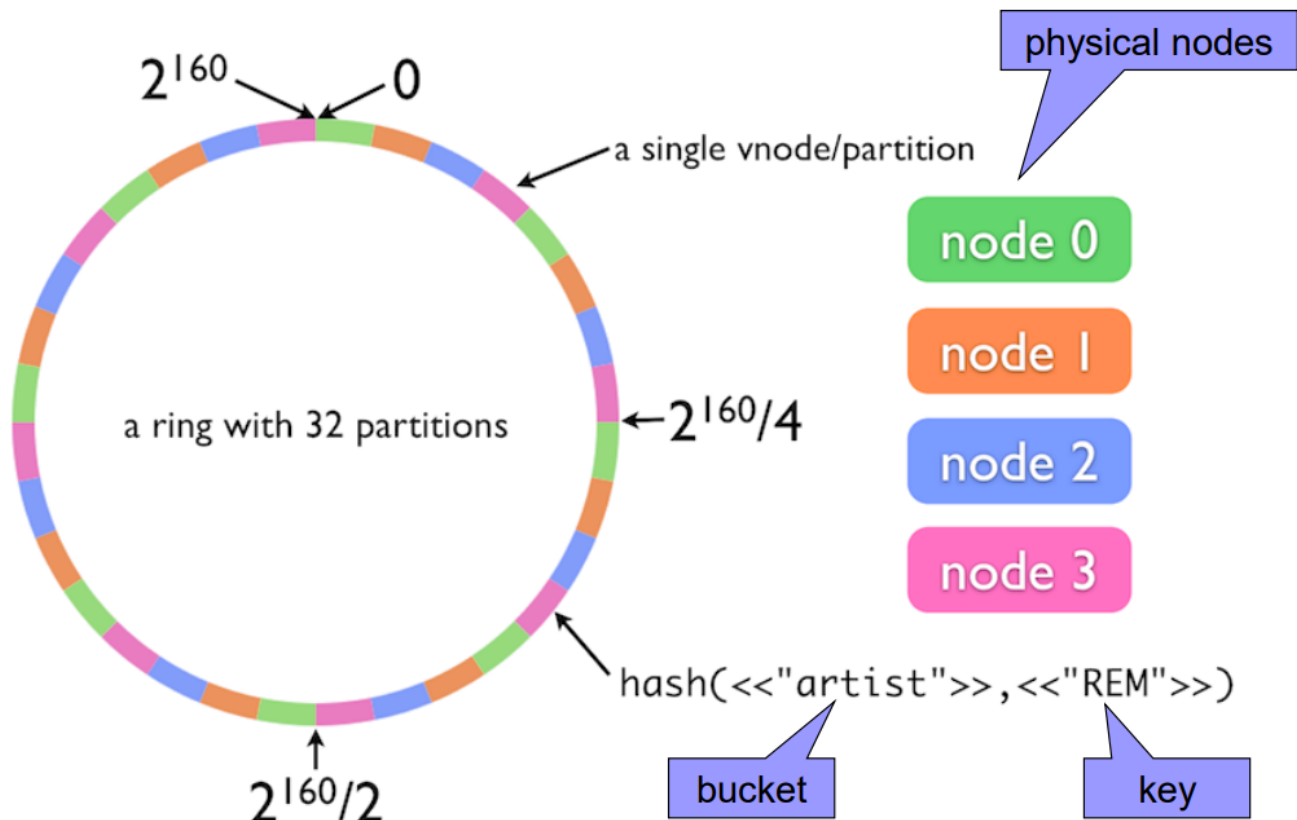 physical nodes
2^160
0
a single vnode/partition
node 0
node 1
a ring with 32 partitions
2^160/4
node 2
node 3
hash(<<"artist">>,<<"REM">>)
2^160/2
bucket
key